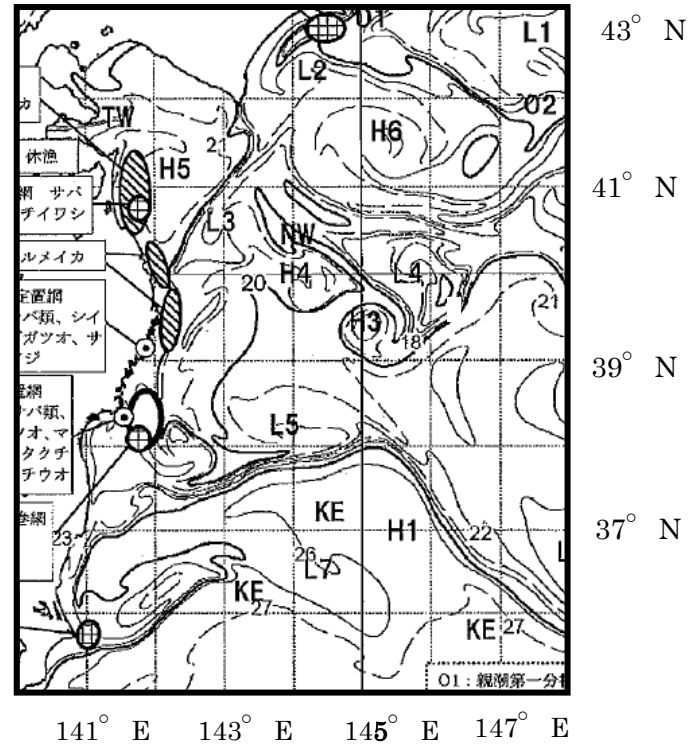 O1
L1
43° N
L2
カ
TW
O2
H6
2
休漁
H5
網 サバ
チイワシ
41° N
L3
NW
ルメイカ
H4
L4
20
定置網
バ類、シイ
ガツオ、サ
ジ
H3
21
18
39° N
置網
バ類、
ツオ、マ
タクチ
チウオ
L5
巻網
23
KE
H1
22
37° N
26
L7
L
KE
27
KE
27
O1：親潮第一分
141° E
143° E
145° E
147° E